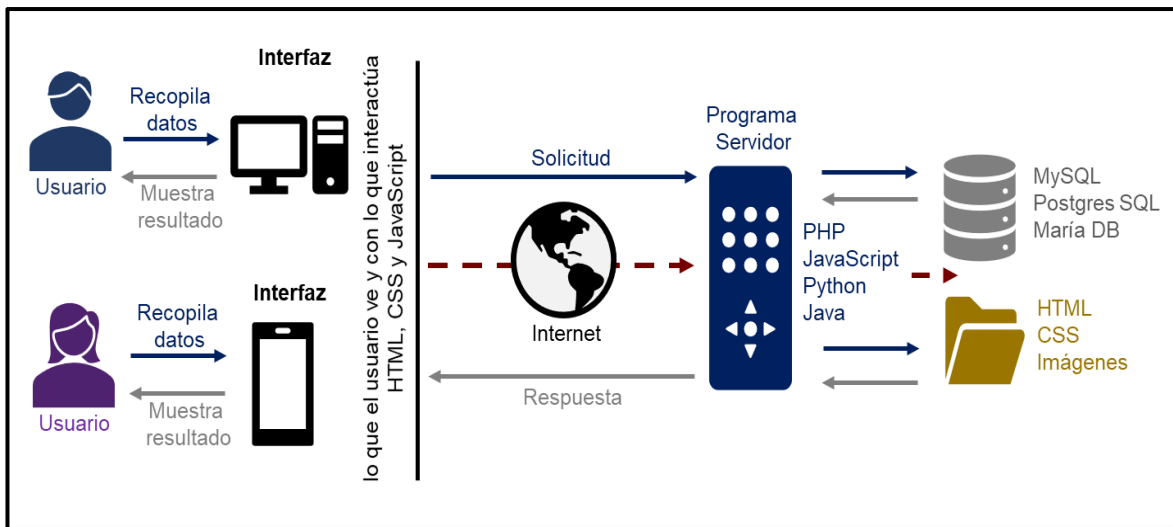 Interfaz
Recopila
datos
Usuario
Muestra
resultado
Interfaz
Recopila
datos
Usuario
Muestra
resultado
lo que el usuario ve y con lo que interactúa
HTML, CSS y JavaScript
Solicitud
Internet
Respuesta
Programa
Servidor
PHP
JavaScript
Python
Java
MySQL
Postgres SQL
María DB
HTML
CSS
Imágenes